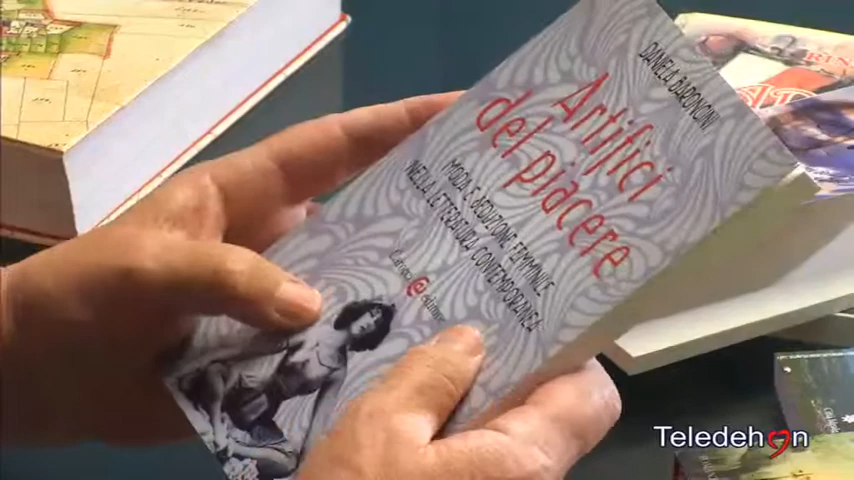 DANIELA BARONCINI
Artifici
del piacere
MODA E SEDUZIONE FEMMINILE
NELLA LETTERATURA CONTEMPORANEA
Teledehon